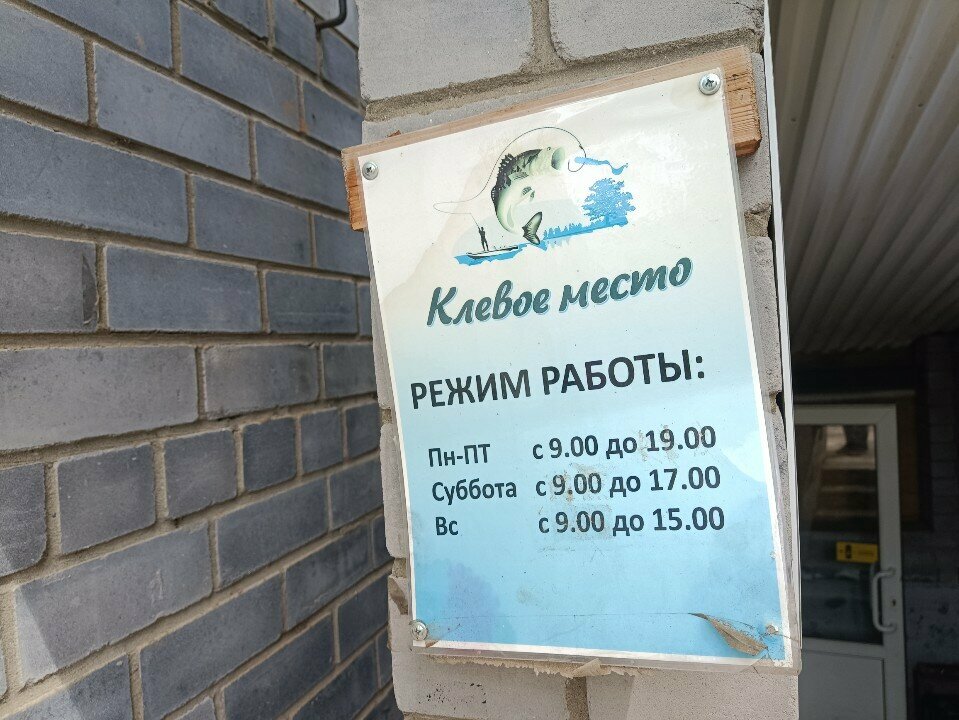 Клевое место
РЕЖИМ РАБОТЫ:
Пн-ПТ с 9.00 до 19.00
Суббота с 9.00 до 17.00
Вс с 9.00 до 15.00